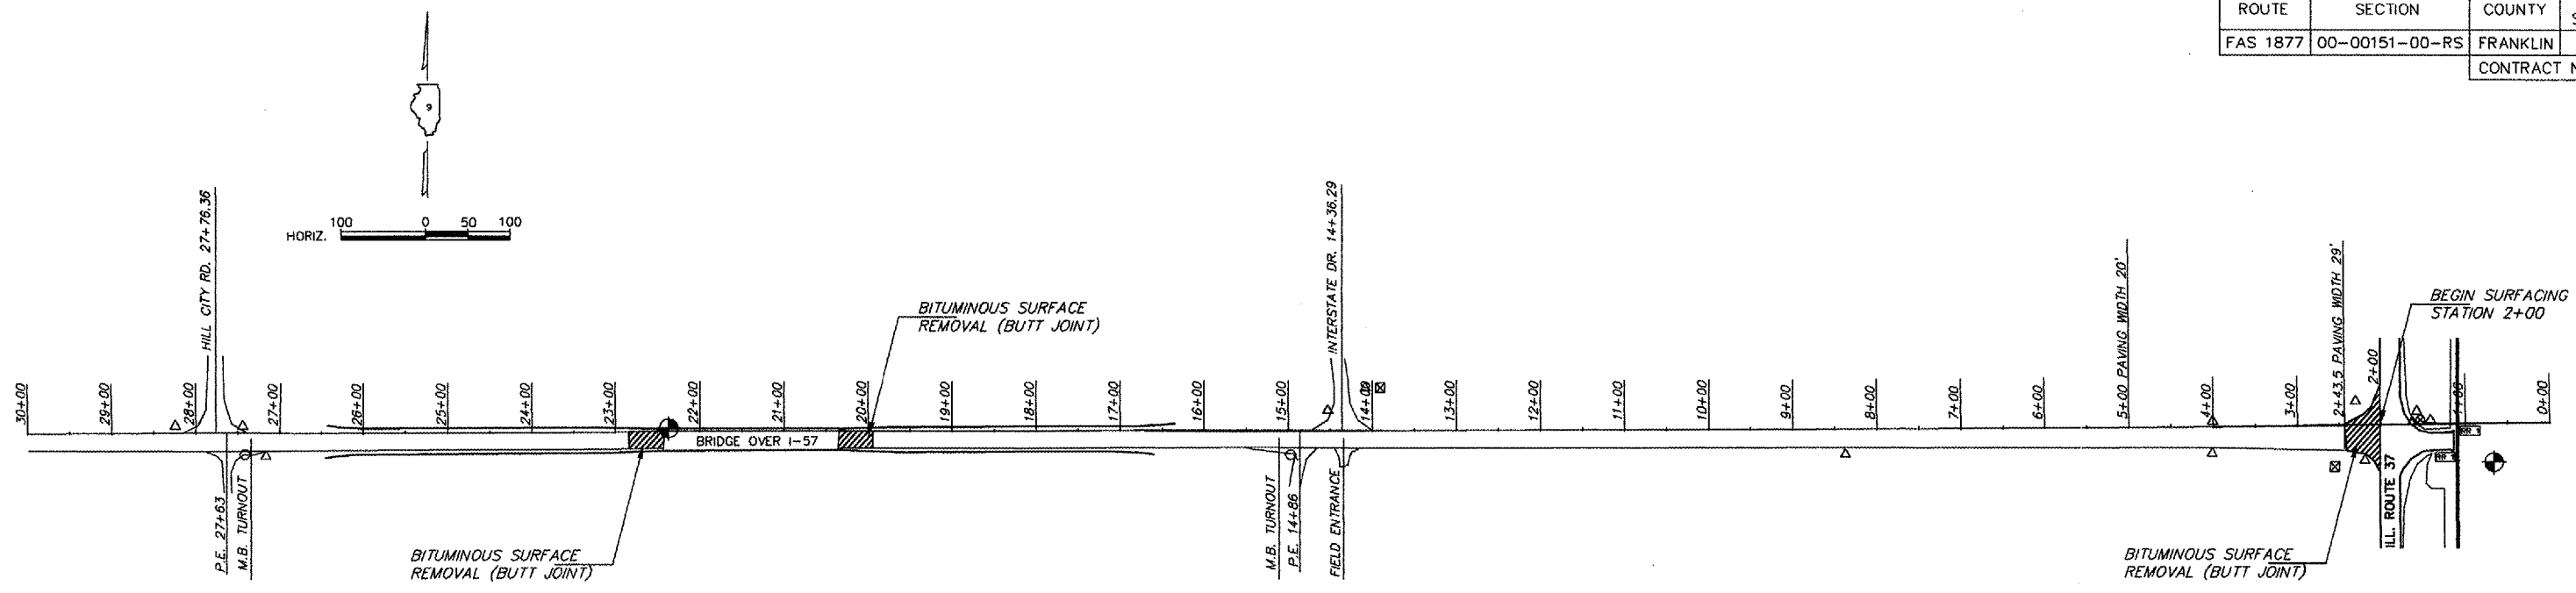 ROUTE SECTION COUNTY
FAS 1877 00-00151-00-RS FRANKLIN
CONTRACT
100 0 50 100
HORIZ.
HILL CITY RD. 27+76.36
INTERSTATE DR. 14+36.29
5+00 PAVING WIDTH 20'
2+43.5 PAVING WIDTH 29'
BEGIN SURFACING
STATION 2+00
BITUMINOUS SURFACE
REMOVAL (BUTT JOINT)
30+00 29+00 28+00 27+00 26+00 25+00 24+00 23+00 22+00 21+00 20+00 19+00 18+00 17+00 16+00 15+00 14+00 13+00 12+00 11+00 10+00 9+00 8+00 7+00 6+00 4+00 3+00 2+00 1+00 0+00
BRIDGE OVER I-57
P.E. 27+63
M.B. TURNOUT
M.B. TURNOUT
P.E. 14+86
FIELD ENTRANCE
ILL. ROUTE 37
BITUMINOUS SURFACE
REMOVAL (BUTT JOINT)
BITUMINOUS SURFACE
REMOVAL (BUTT JOINT)